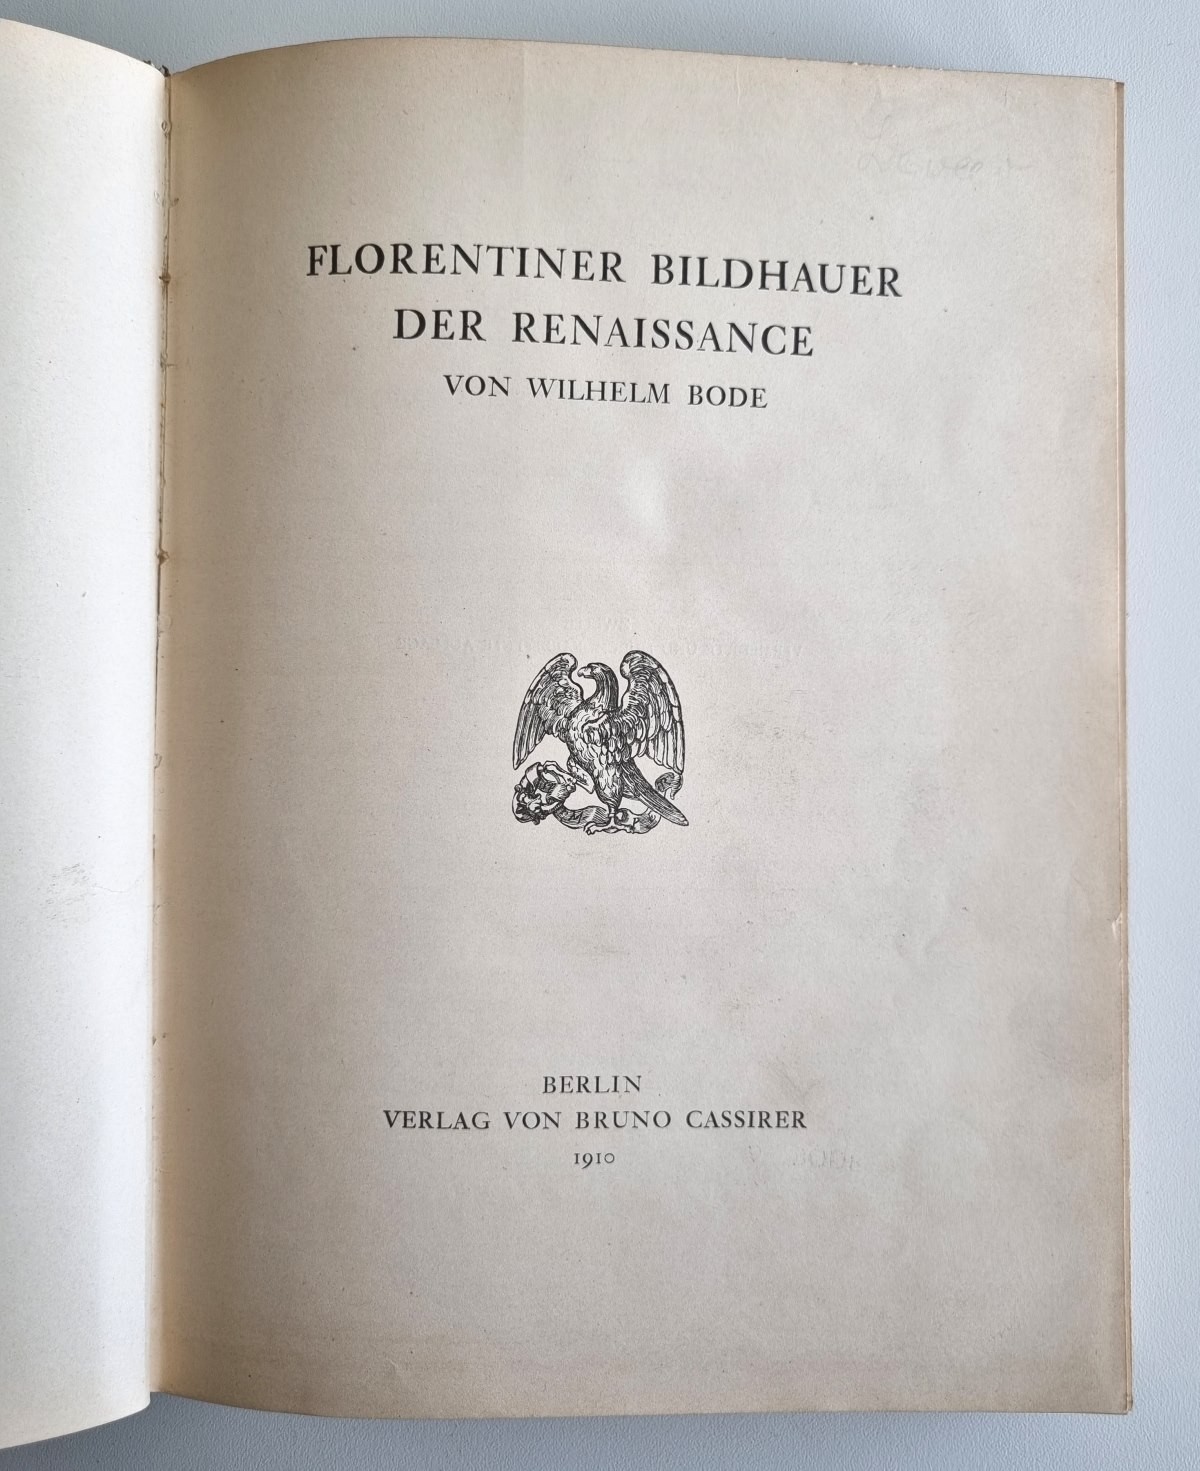 FLORENTINER BILDHAUER
DER RENAISSANCE
VON WILHELM BODE
M P
BERLIN
VERLAG VON BRUNO CASSIRER
1910